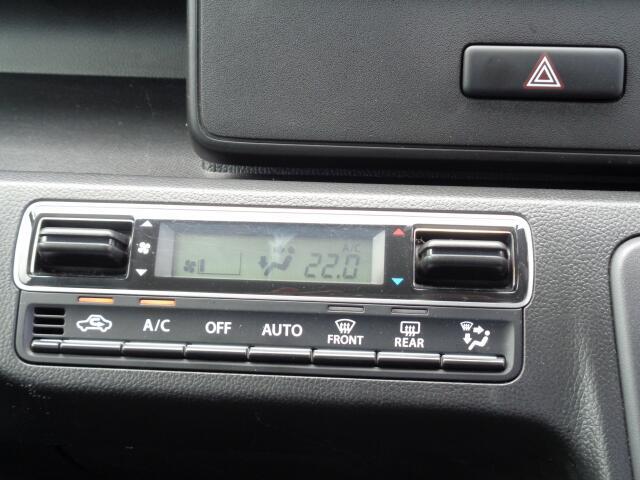 A/C
22.0
A/C
OFF
AUTO
FRONT
REAR